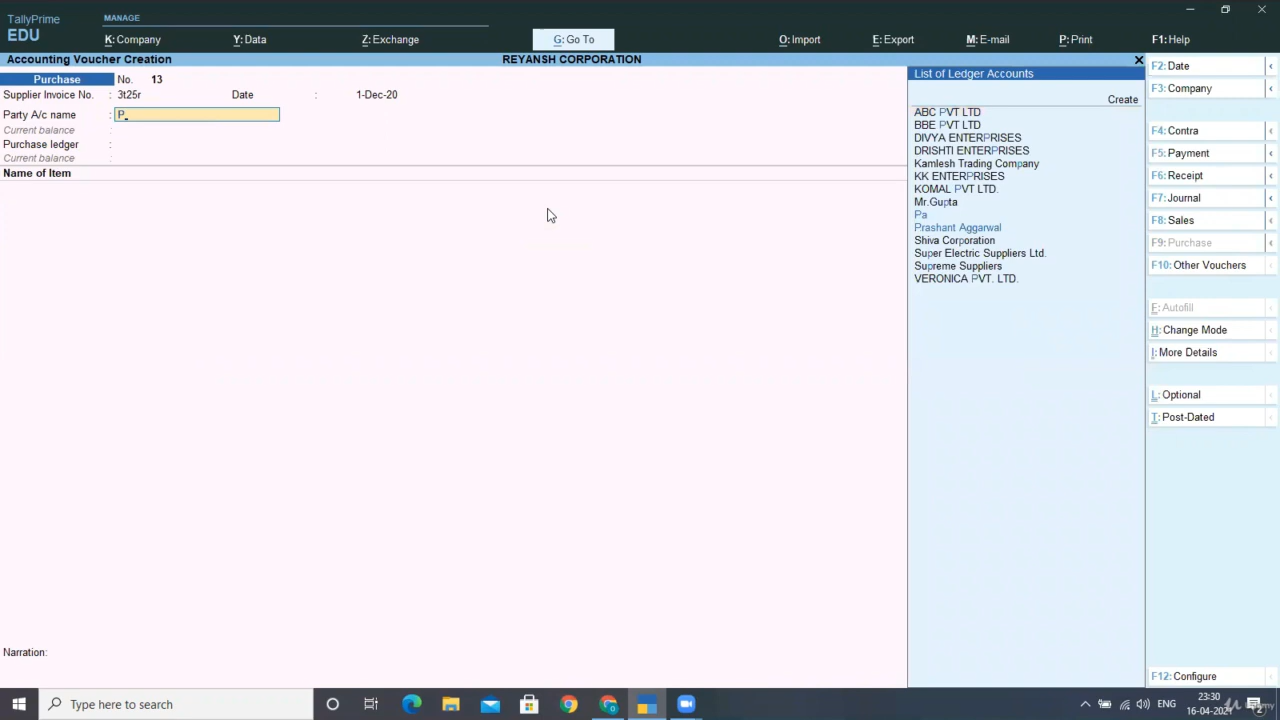 TallyPrime
EDU
MANAGE
K: Company
Y: Data
Z: Exchange
G: Go To
O: Import
E: Export
M: E-mail
P: Print
F1: Help
Accounting Voucher Creation
REYANSH CORPORATION
Purchase No. 13
Supplier Invoice No. : 3t25r Date : 1-Dec-20
Party A/c name : P
Current balance :
Purchase ledger :
Current balance :
Name of Item
Narration:
List of Ledger Accounts
Create
ABC PVT LTD
BBE PVT LTD
DIVYA ENTERPRISES
DRISHTI ENTERPRISES
Kamlesh Trading Company
KK ENTERPRISES
KOMAL PVT LTD.
Mr.Gupta
Pa
Prashant Aggarwal
Shiva Corporation
Super Electric Suppliers Ltd.
Supreme Suppliers
VERONICA PVT. LTD.
F2: Date
F3: Company
F4: Contra
F5: Payment
F6: Receipt
F7: Journal
F8: Sales
F9: Purchase
F10: Other Vouchers
F: Autofill
H: Change Mode
I: More Details
L: Optional
T: Post-Dated
F12: Configure
Type here to search
ENG
23:30
16-04-2021